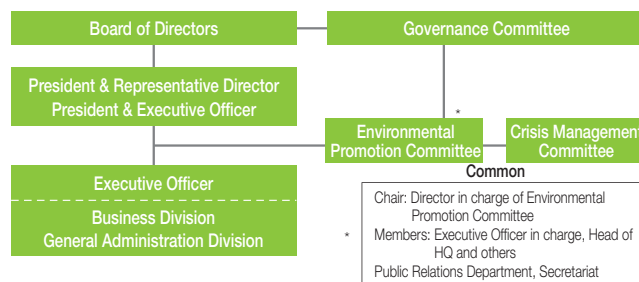 Board of Directors
Governance Committee
President & Representative Director
President & Executive Officer
*
Environmental
Promotion Committee
Crisis Management
Committee
Executive Officer
Business Division
General Administration Division
Common
Chair: Director in charge of Environmental
Promotion Committee
* Members: Executive Officer in charge, Head of
HQ and others
Public Relations Department, Secretariat